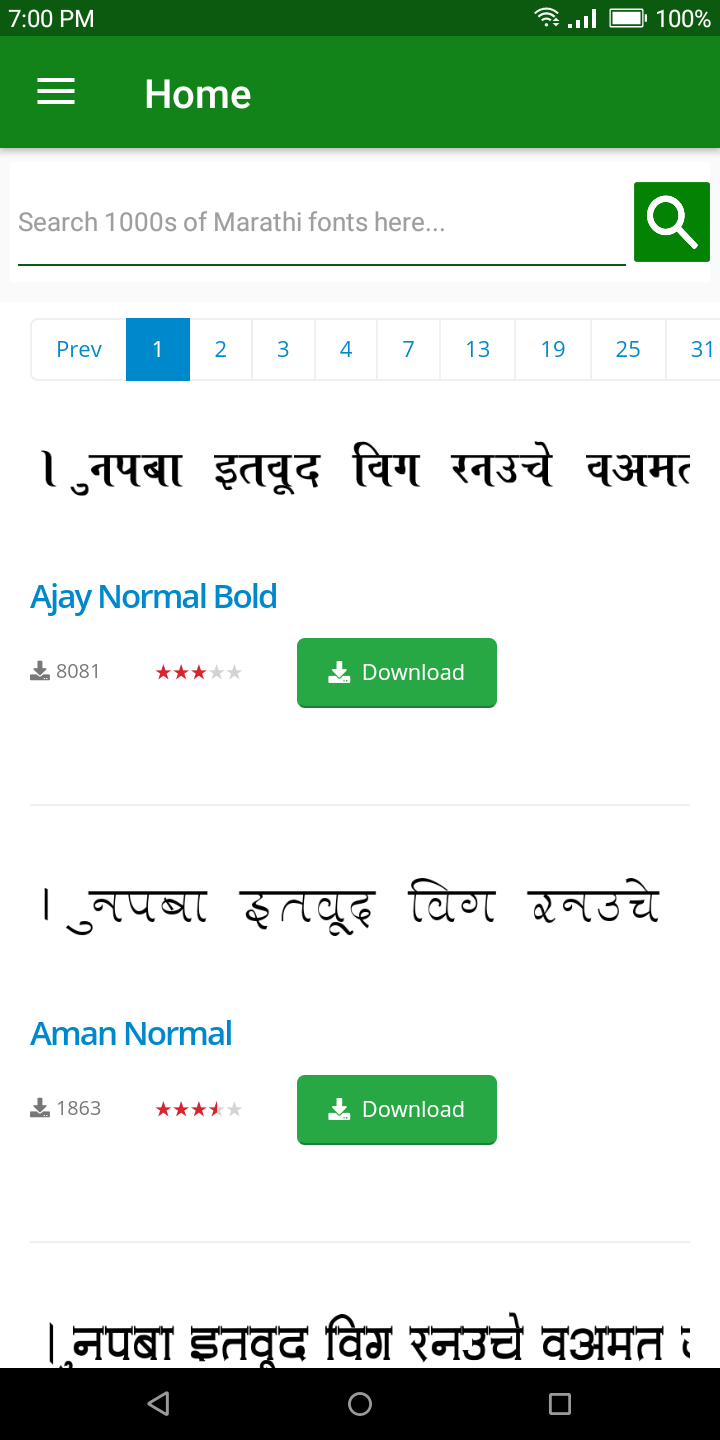 7:00 PM 100%
Home
Search 1000s of Marathi fonts here...
Prev 1 2 3 4 7 13 19 25 31
। ुनपबा इतवूद विग रनउचे वअमत
Ajay Normal Bold
8081 Download
। ुनपबा इतवूद विग रनउचे
Aman Normal
1863 Download
। ुनपबा इतवूद विग रनउचे वअमत